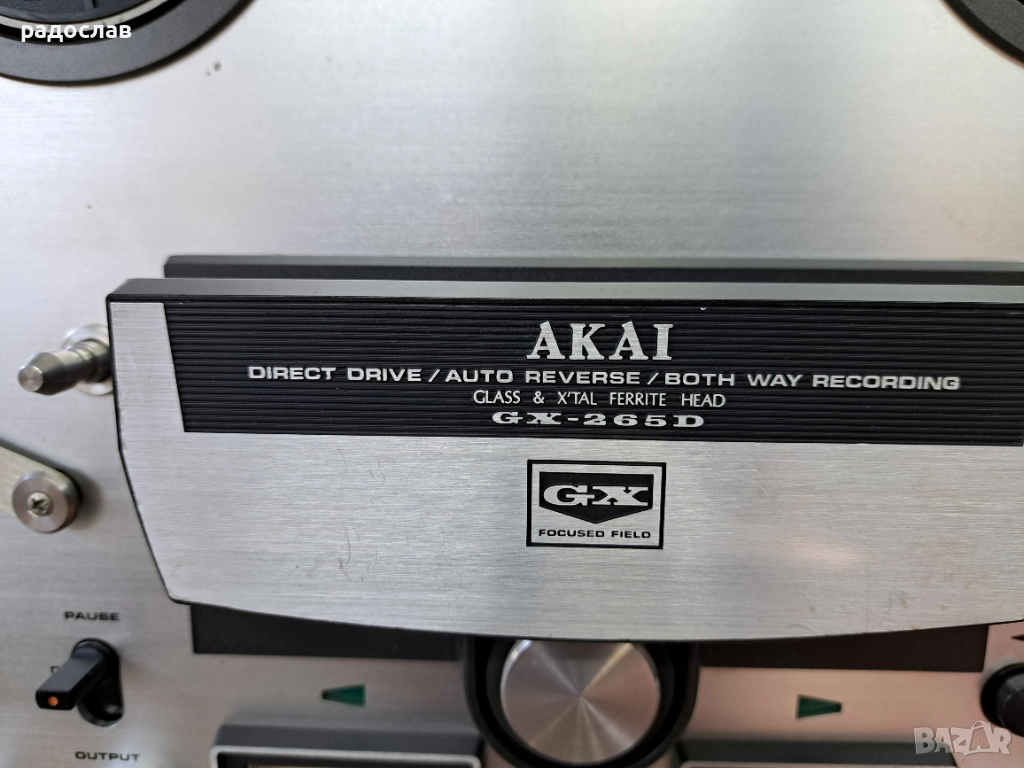 радослав
AKAI
DIRECT DRIVE / AUTO REVERSE / BOTH WAY RECORDING
GLASS & X'TAL FERRITE HEAD
GX-265D
GX
FOCUSED FIELD
PAUSE
OUTPUT
BAZAR